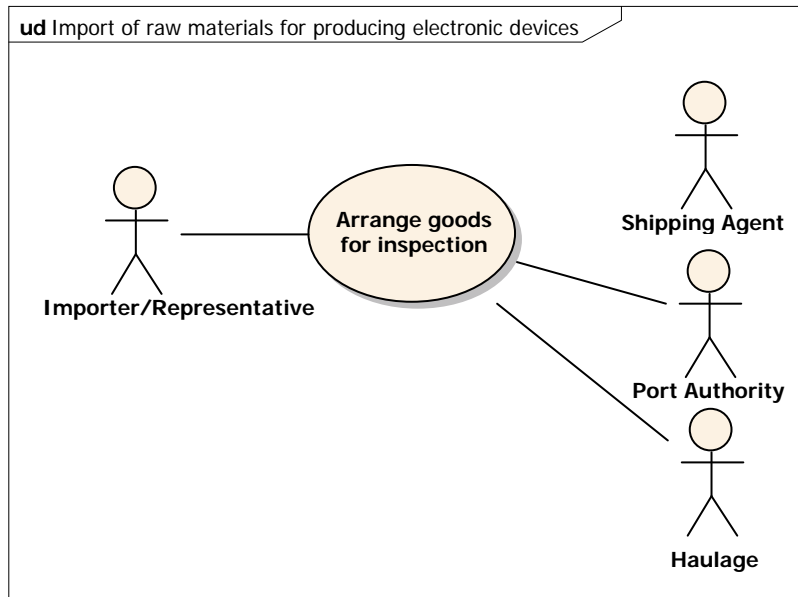 ud Import of raw materials for producing electronic devices
Shipping Agent
Arrange goods
for inspection
Importer/Representative
Port Authority
Haulage